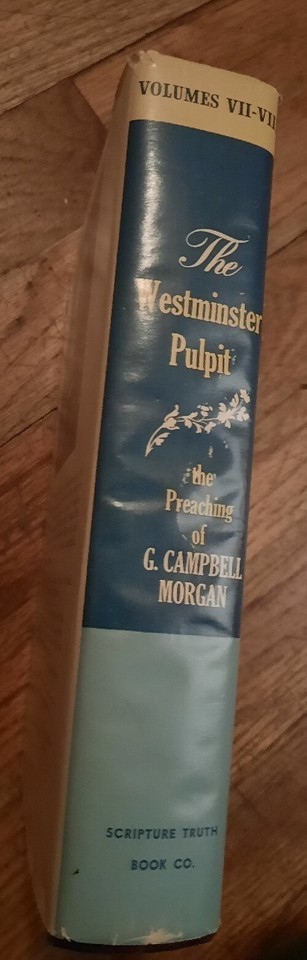 VOLUMES VII-VII
The
Westminster
Pulpit
the
Preaching
of
G. CAMPBELL
MORGAN
SCRIPTURE TRUTH
BOOK CO.